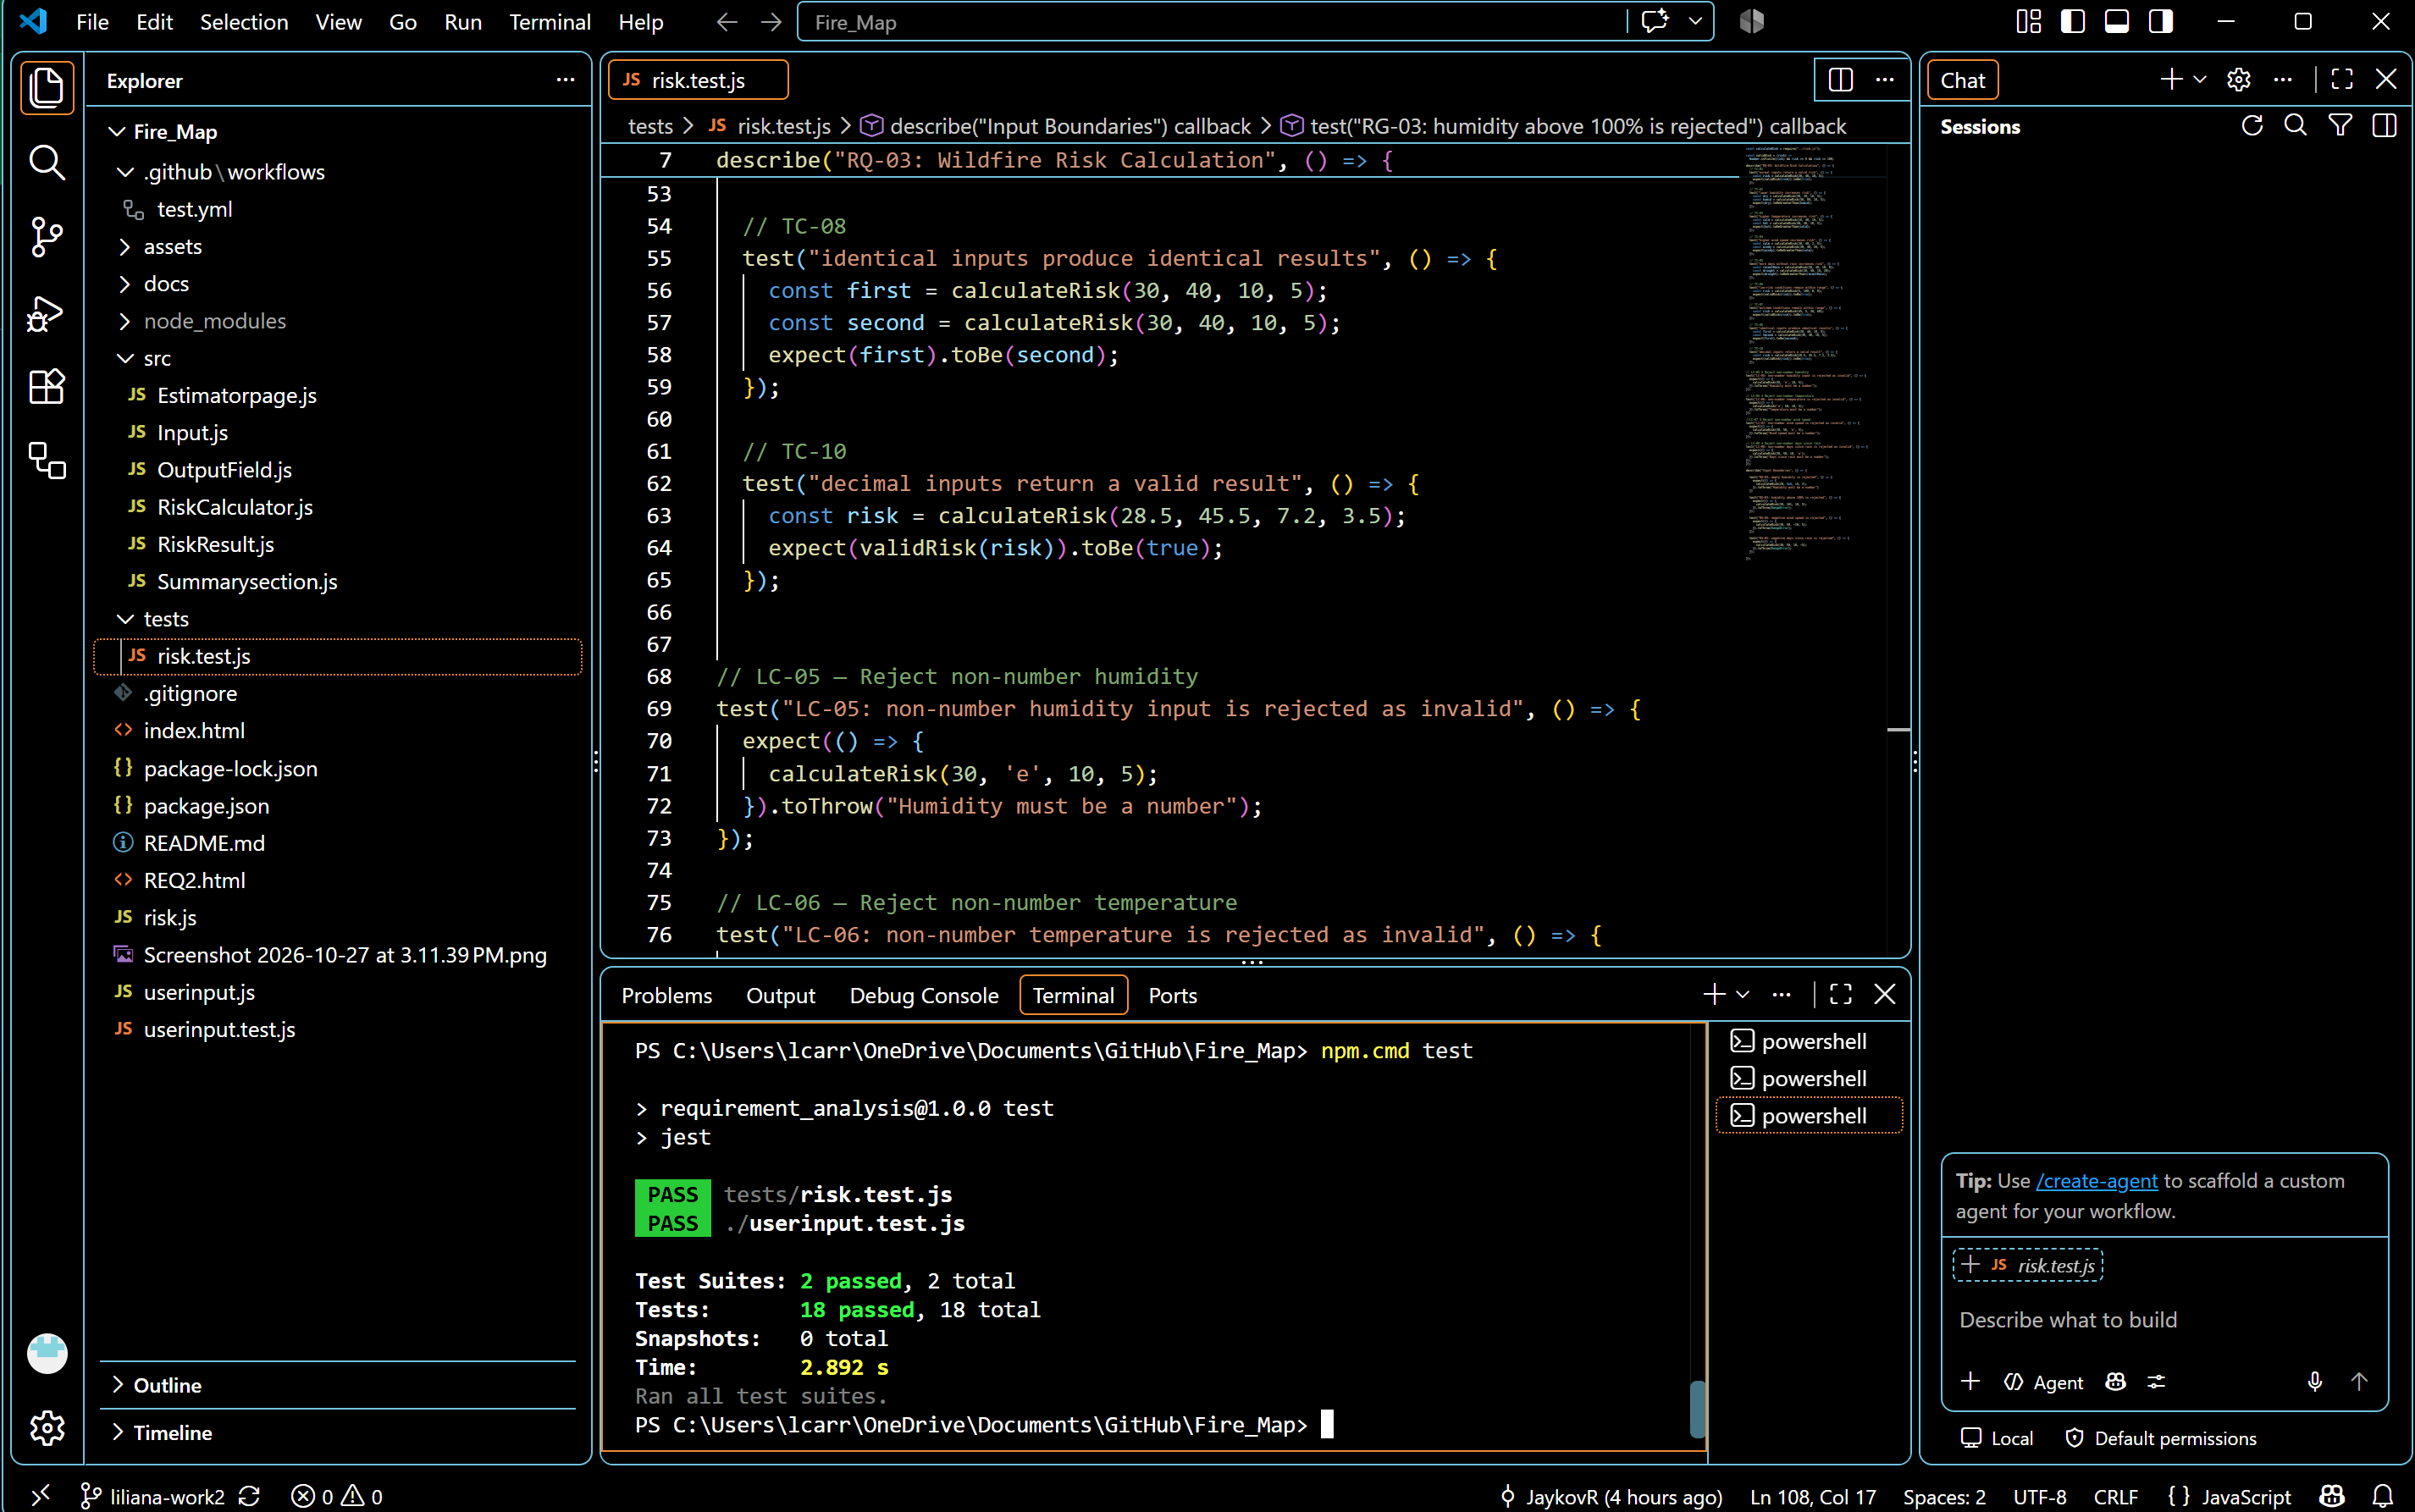 File Edit Selection View Go Run Terminal Help
Fire_Map
Explorer
Fire_Map
.github\workflows
test.yml
assets
docs
node_modules
src
JS Estimatorpage.js
JS Input.js
JS OutputField.js
JS RiskCalculator.js
JS RiskResult.js
JS Summarysection.js
tests
JS risk.test.js
.gitignore
<> index.html
{} package-lock.json
{} package.json
README.md
<> REQ2.html
JS risk.js
Screenshot 2026-10-27 at 3.11.39 PM.png
JS userinput.js
JS userinput.test.js
Outline
Timeline
JS risk.test.js
tests > JS risk.test.js > describe("Input Boundaries") callback > test("RG-03: humidity above 100% is rejected") callback
7 describe("RQ-03: Wildfire Risk Calculation", () => {
53
54 // TC-08
55 test("identical inputs produce identical results", () => {
56 const first = calculateRisk(30, 40, 10, 5);
57 const second = calculateRisk(30, 40, 10, 5);
58 expect(first).toBe(second);
59 });
60
61 // TC-10
62 test("decimal inputs return a valid result", () => {
63 const risk = calculateRisk(28.5, 45.5, 7.2, 3.5);
64 expect(validRisk(risk)).toBe(true);
65 });
66
67
68 // LC-05 – Reject non-number humidity
69 test("LC-05: non-number humidity input is rejected as invalid", () => {
70 expect(() => {
71 calculateRisk(30, 'e', 10, 5);
72 }).toThrow("Humidity must be a number");
73 });
74
75 // LC-06 – Reject non-number temperature
76 test("LC-06: non-number temperature is rejected as invalid", () => {
Problems Output Debug Console Terminal Ports
PS C:\Users\lcarr\OneDrive\Documents\GitHub\Fire_Map> npm.cmd test
> requirement_analysis@1.0.0 test
> jest
PASS tests/risk.test.js
PASS ./userinput.test.js
Test Suites: 2 passed, 2 total
Tests: 18 passed, 18 total
Snapshots: 0 total
Time: 2.892 s
Ran all test suites.
PS C:\Users\lcarr\OneDrive\Documents\GitHub\Fire_Map>
powershell
powershell
powershell
Chat
Sessions
Tip: Use /create-agent to scaffold a custom
agent for your workflow.
JS risk.test.js
Describe what to build
Agent
Local Default permissions
liliana-work2 0 0 JaykovR (4 hours ago) Ln 108, Col 17 Spaces: 2 UTF-8 CRLF {} JavaScript